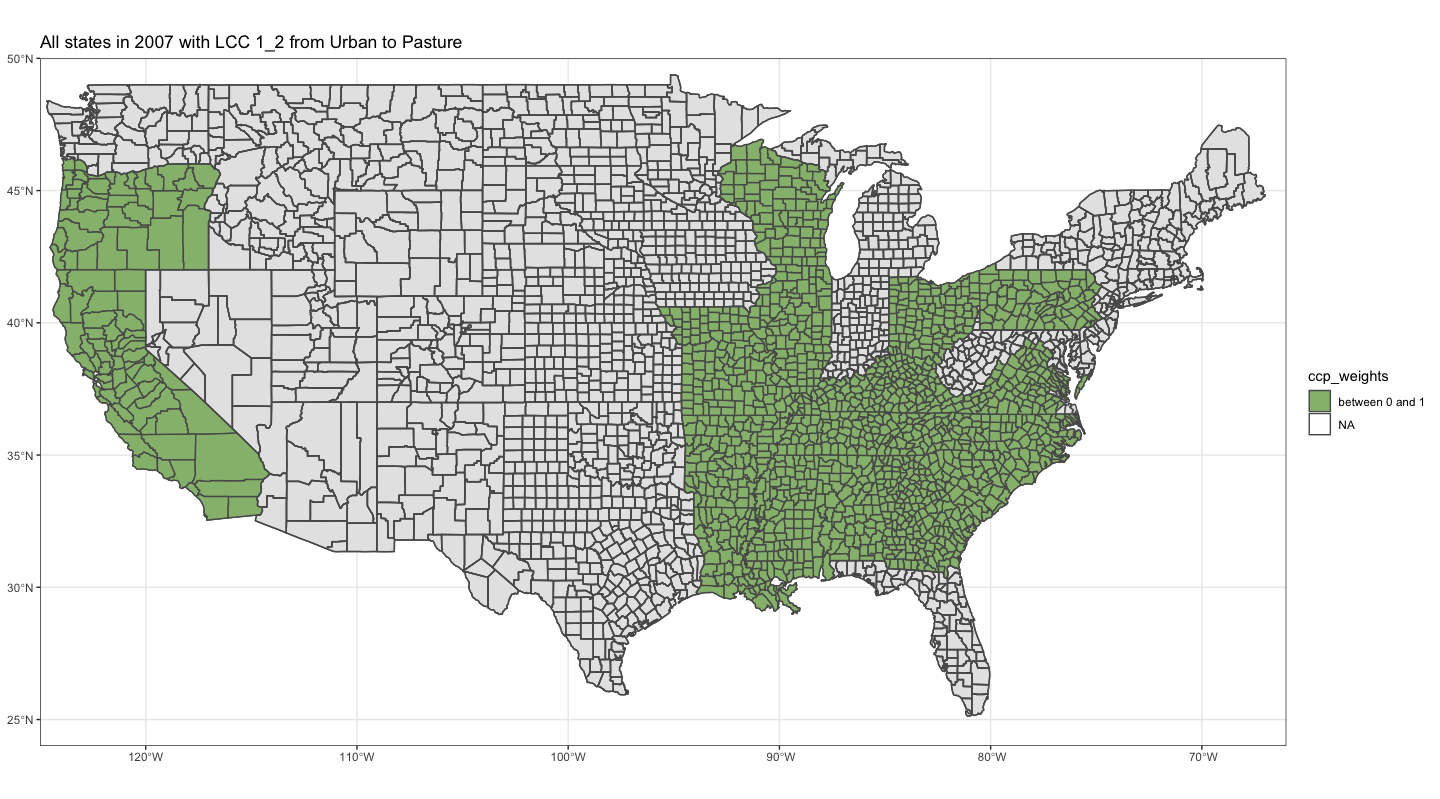 All states in 2007 with LCC 1_2 from Urban to Pasture
50°N
45°N
40°N
35°N
30°N
25°N
120°W
110°W
100°W
90°W
80°W
70°W
ccp_weights
between 0 and 1
NA